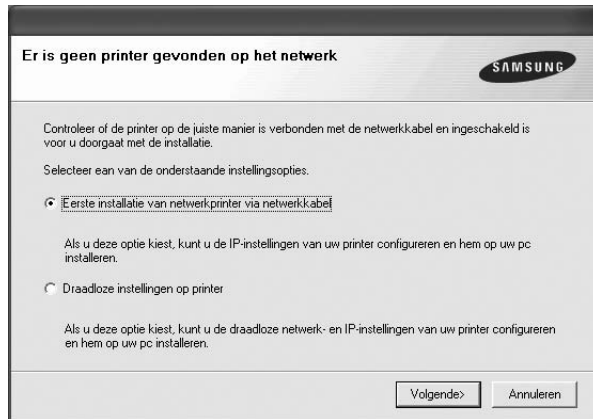 Er is geen printer gevonden op het netwerk
SAMSUNG
Controleer of de printer op de juiste manier is verbonden met de netwerkkabel en ingeschakeld is
voor u doorgaat met de installatie.
Selecteer ean van de onderstaande instellingsopties.
Eerste installatie van netwerkprinter via netwerkkabel
Als u deze optie kiest, kunt u de IP-instellingen van uw printer configureren en hem op uw pc
installeren.
Draadloze instellingen op printer
Als u deze optie kiest, kunt u de draadloze netwerk- en IP-instellingen van uw printer configureren
en hem op uw pc installeren.
Volgende>
Annuleren